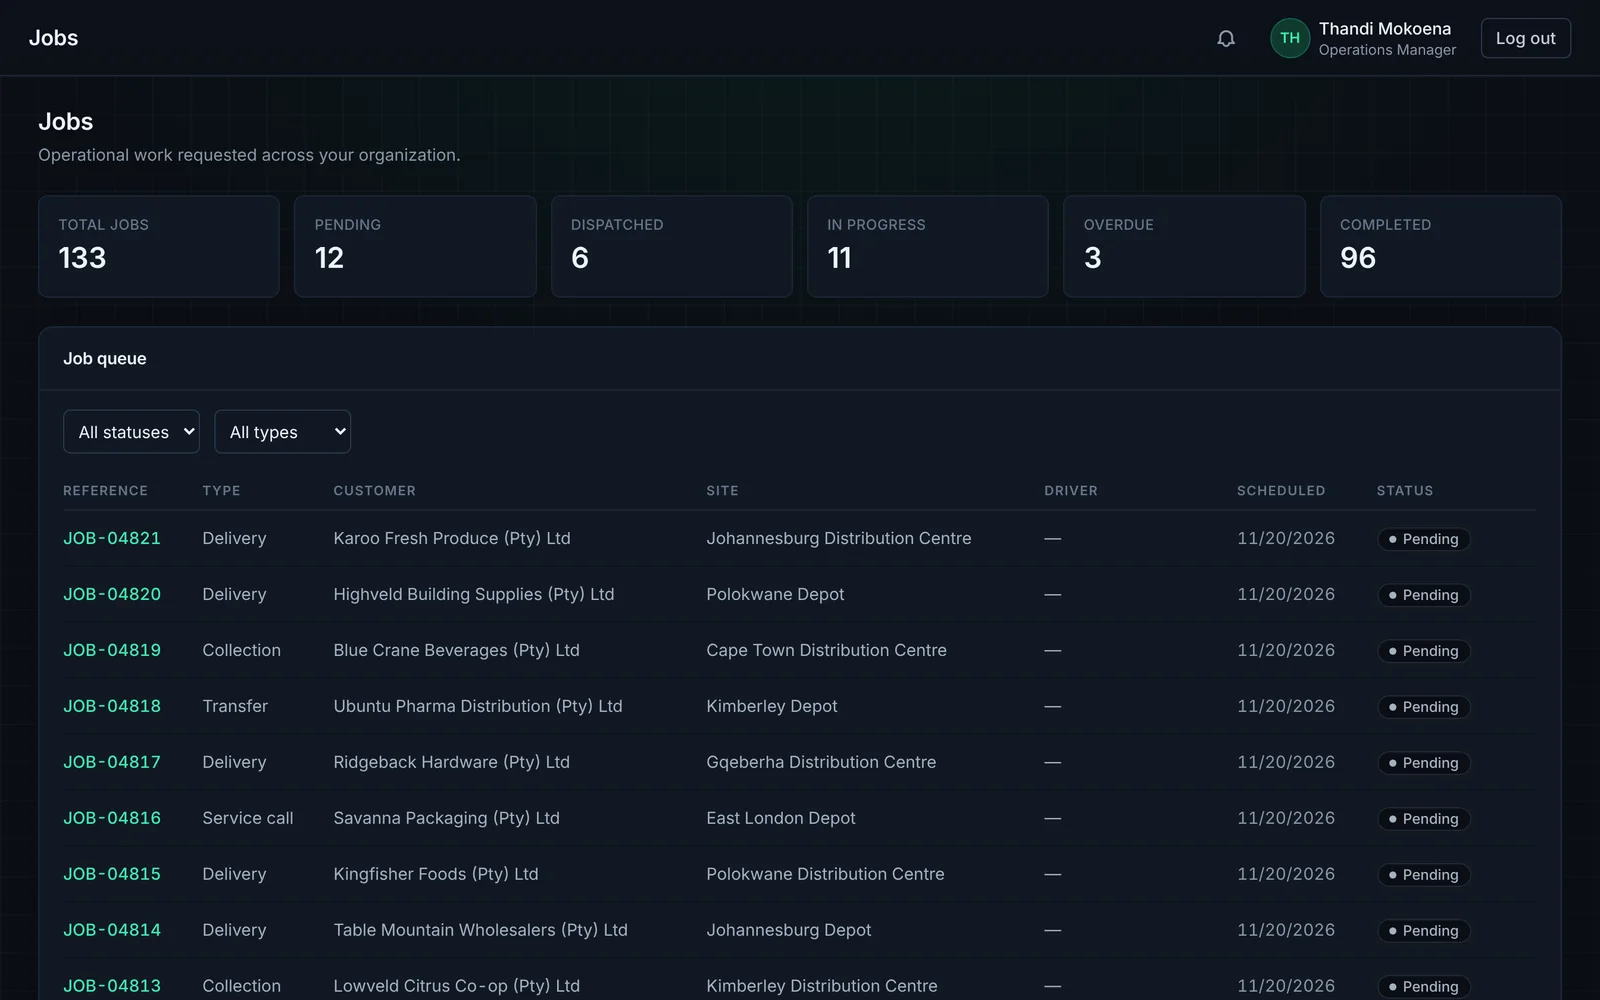 Jobs
TH
Thandi Mokoena
Operations Manager
Log out
Jobs
Operational work requested across your organization.
TOTAL JOBS
133
PENDING
12
DISPATCHED
6
IN PROGRESS
11
OVERDUE
3
COMPLETED
96
Job queue
All statuses All types
REFERENCE TYPE CUSTOMER SITE DRIVER SCHEDULED STATUS
JOB-04821 Delivery Karoo Fresh Produce (Pty) Ltd Johannesburg Distribution Centre — 11/20/2026 Pending
JOB-04820 Delivery Highveld Building Supplies (Pty) Ltd Polokwane Depot — 11/20/2026 Pending
JOB-04819 Collection Blue Crane Beverages (Pty) Ltd Cape Town Distribution Centre — 11/20/2026 Pending
JOB-04818 Transfer Ubuntu Pharma Distribution (Pty) Ltd Kimberley Depot — 11/20/2026 Pending
JOB-04817 Delivery Ridgeback Hardware (Pty) Ltd Gqeberha Distribution Centre — 11/20/2026 Pending
JOB-04816 Service call Savanna Packaging (Pty) Ltd East London Depot — 11/20/2026 Pending
JOB-04815 Delivery Kingfisher Foods (Pty) Ltd Polokwane Distribution Centre — 11/20/2026 Pending
JOB-04814 Delivery Table Mountain Wholesalers (Pty) Ltd Johannesburg Depot — 11/20/2026 Pending
JOB-04813 Collection Lowveld Citrus Co-op (Pty) Ltd Kimberley Distribution Centre — 11/20/2026 Pending